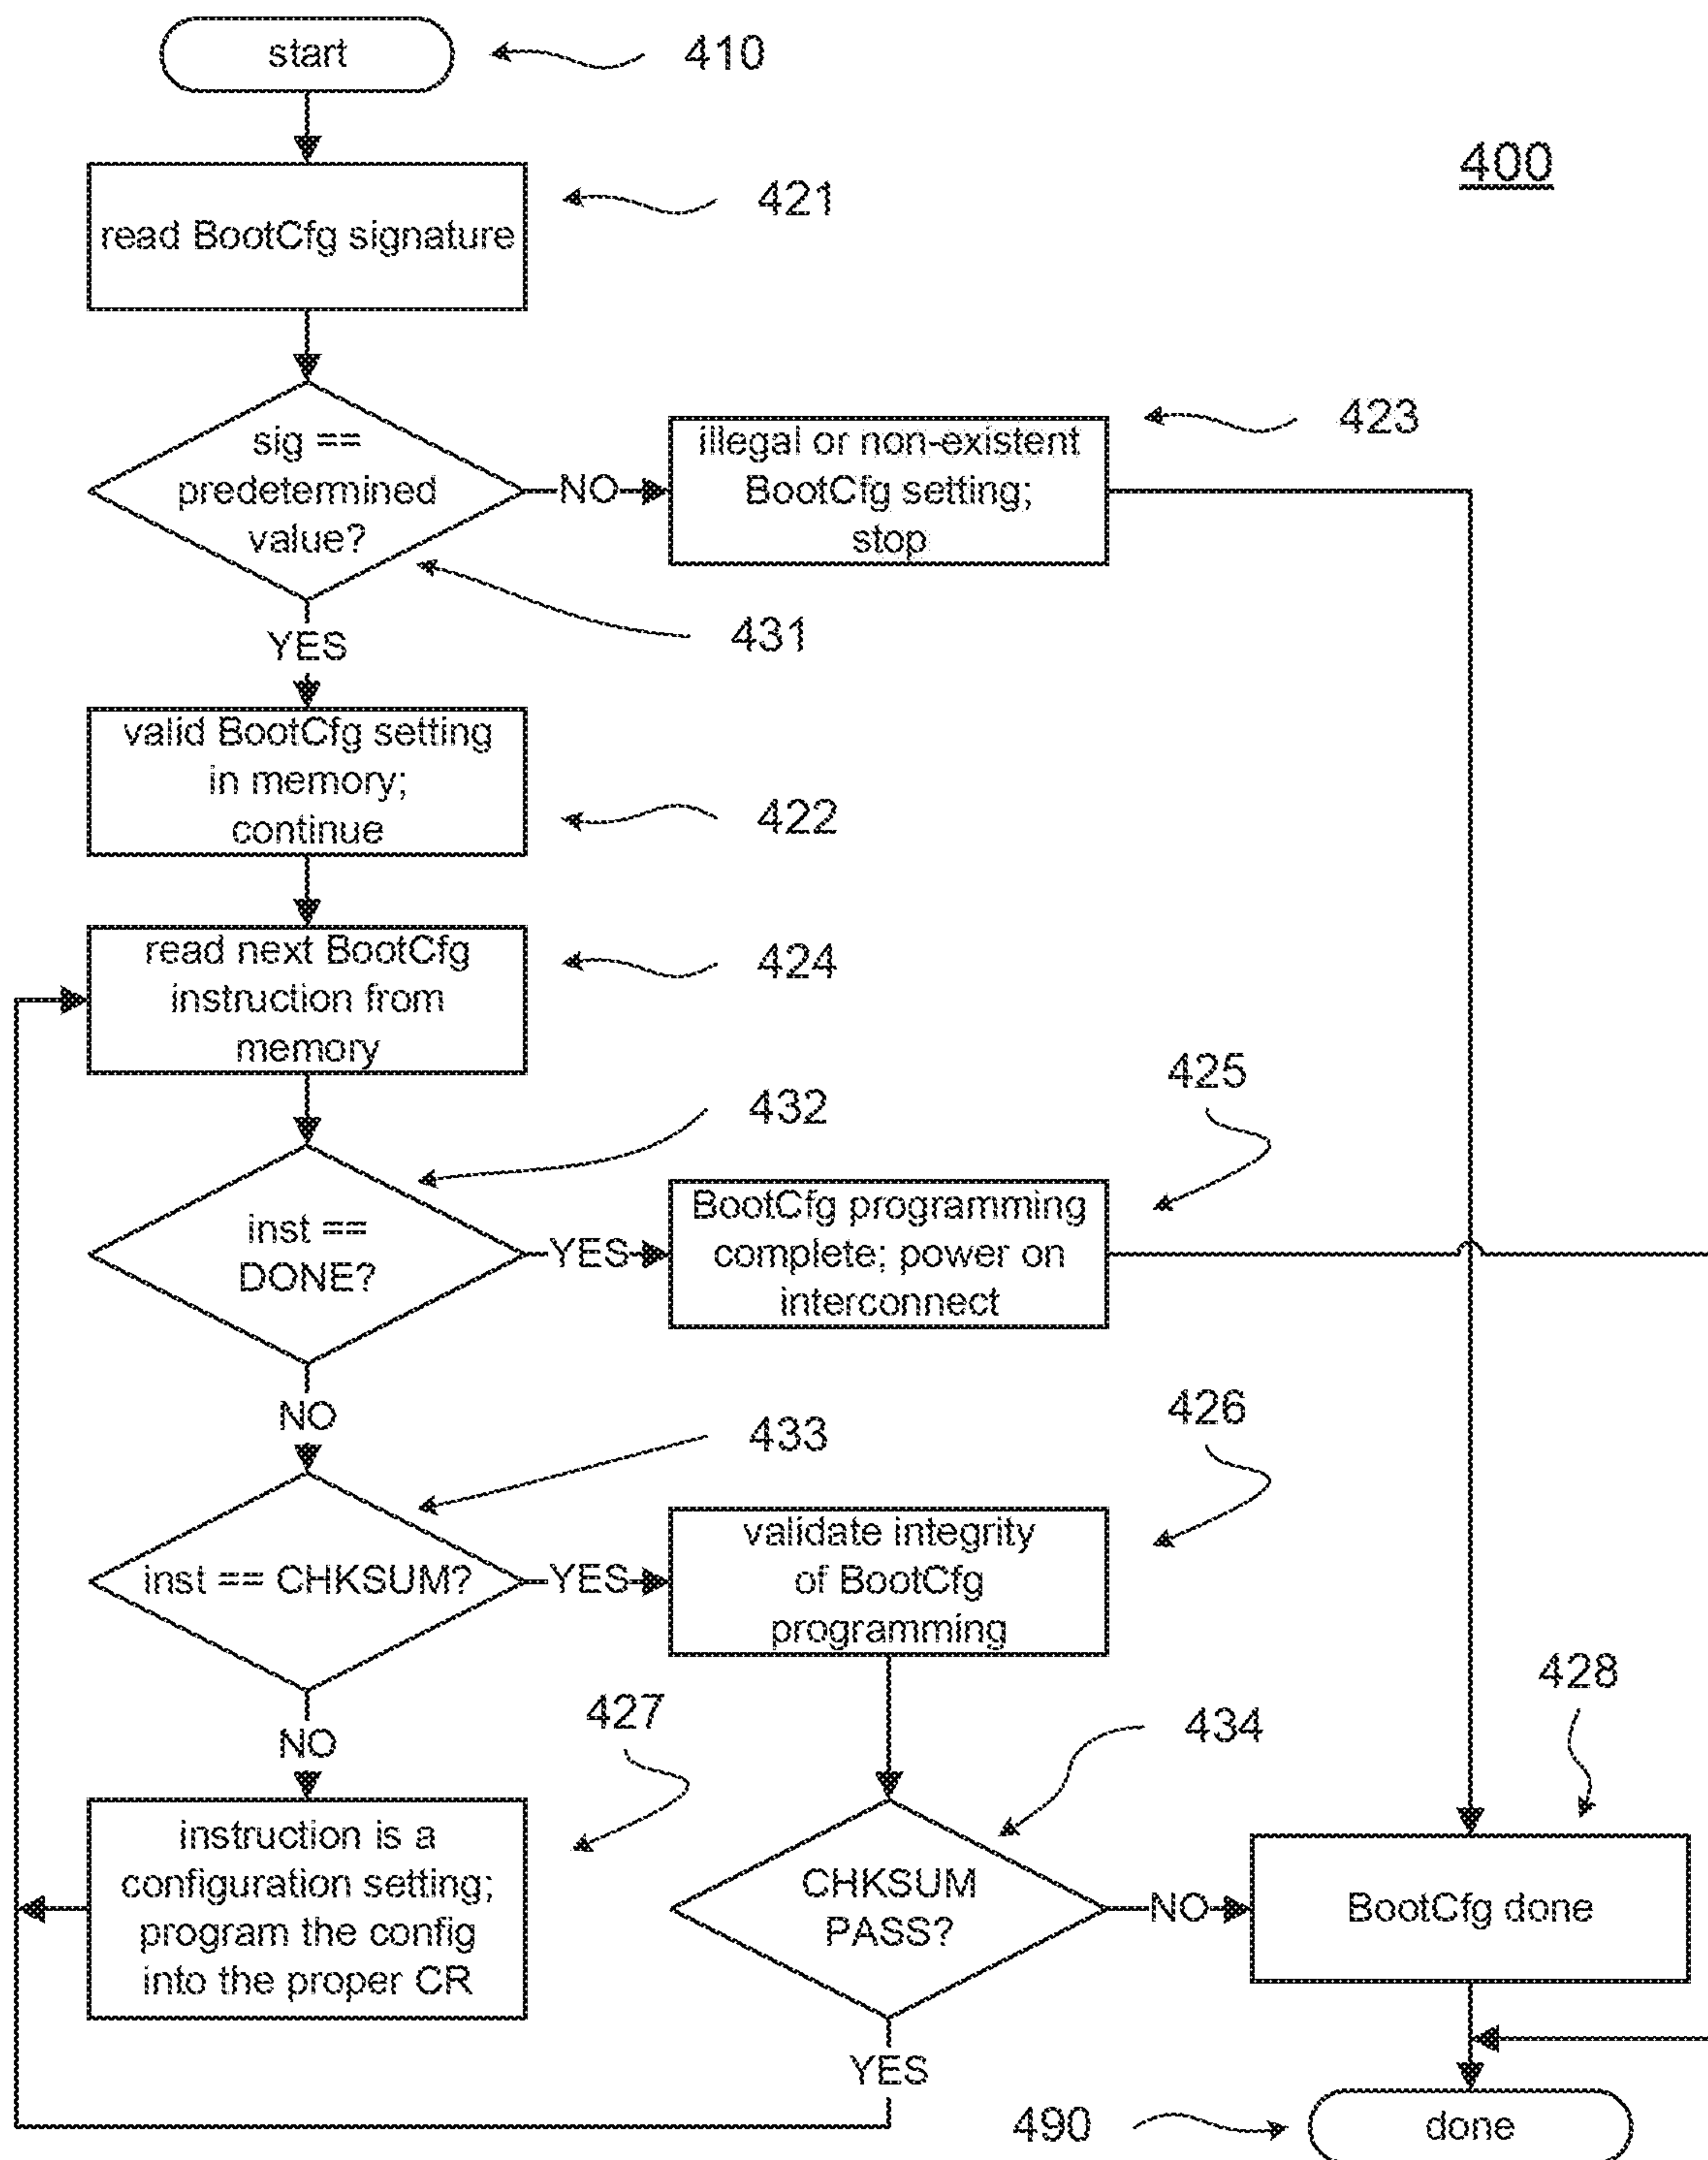 start
410
400
read BootCfg signature
421
sig ==
predetermined
value?
NO
illegal or non-existent
BootCfg setting;
stop
423
431
YES
valid BootCfg setting
in memory;
continue
422
read next BootCfg
instruction from
memory
424
432
425
inst ==
DONE?
YES
BootCfg programming
complete; power on
interconnect
NO
433
426
inst == CHKSUM?
YES
validate integrity
of BootCfg
programming
NO
427
434
428
instruction is a
configuration setting;
program the config
into the proper CR
CHKSUM
PASS?
NO
BootCfg done
YES
490
done